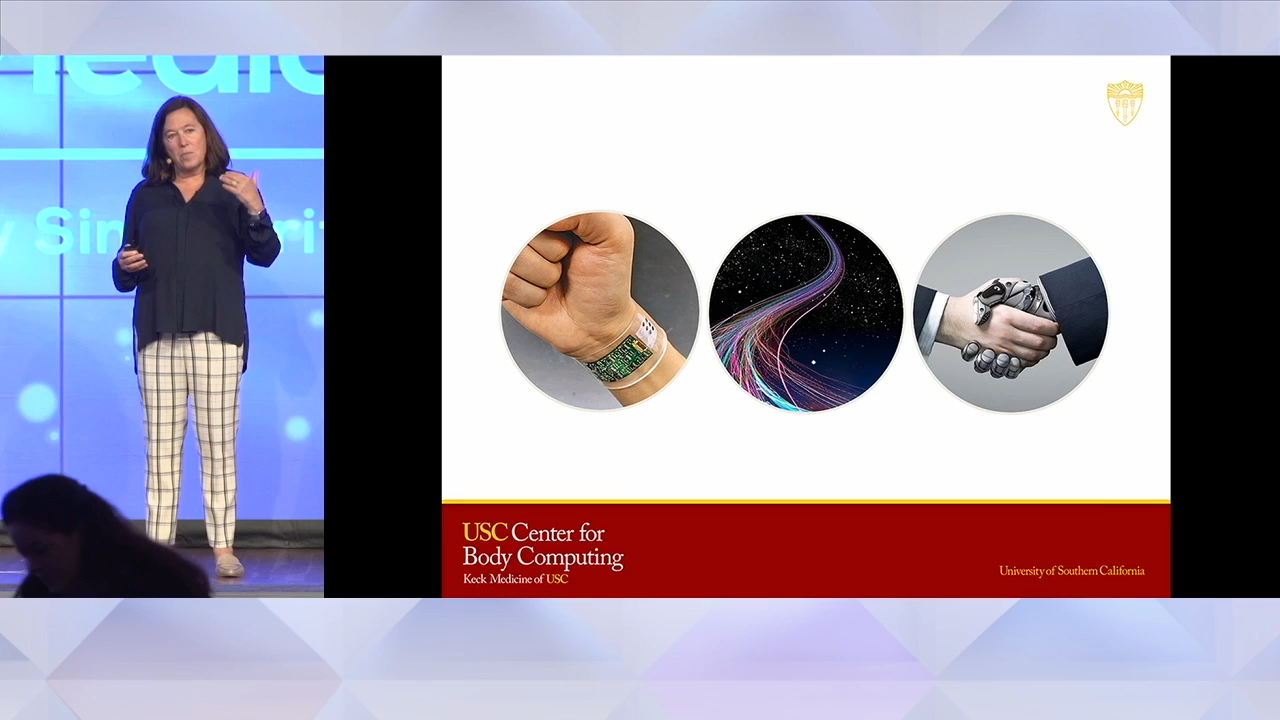 USC Center for
Body Computing
Keck Medicine of USC
University of Southern California